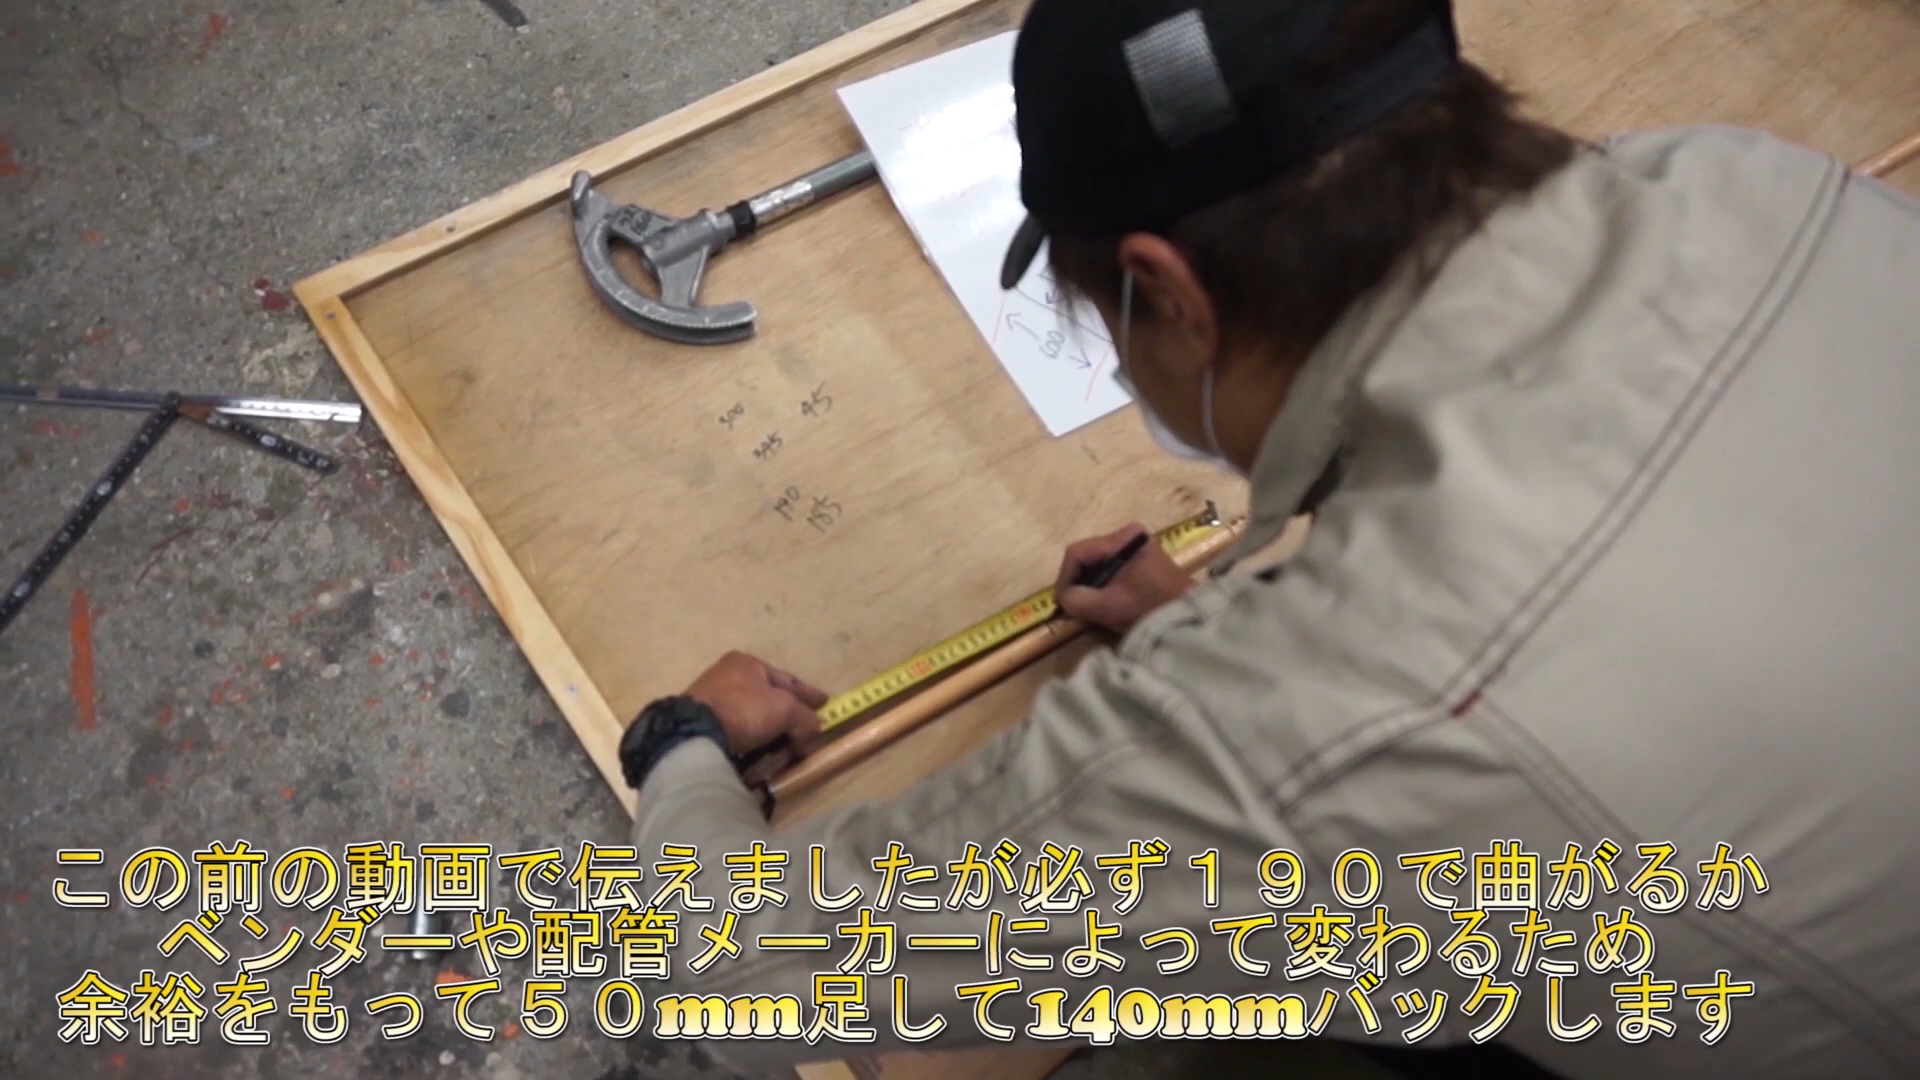 600
300 45
345
190
185
この前の動画で伝えましたが必ず１９０で曲がるか
ベンダーや配管メーカーによって変わるため
余裕をもって５０mm足して140mmバックします